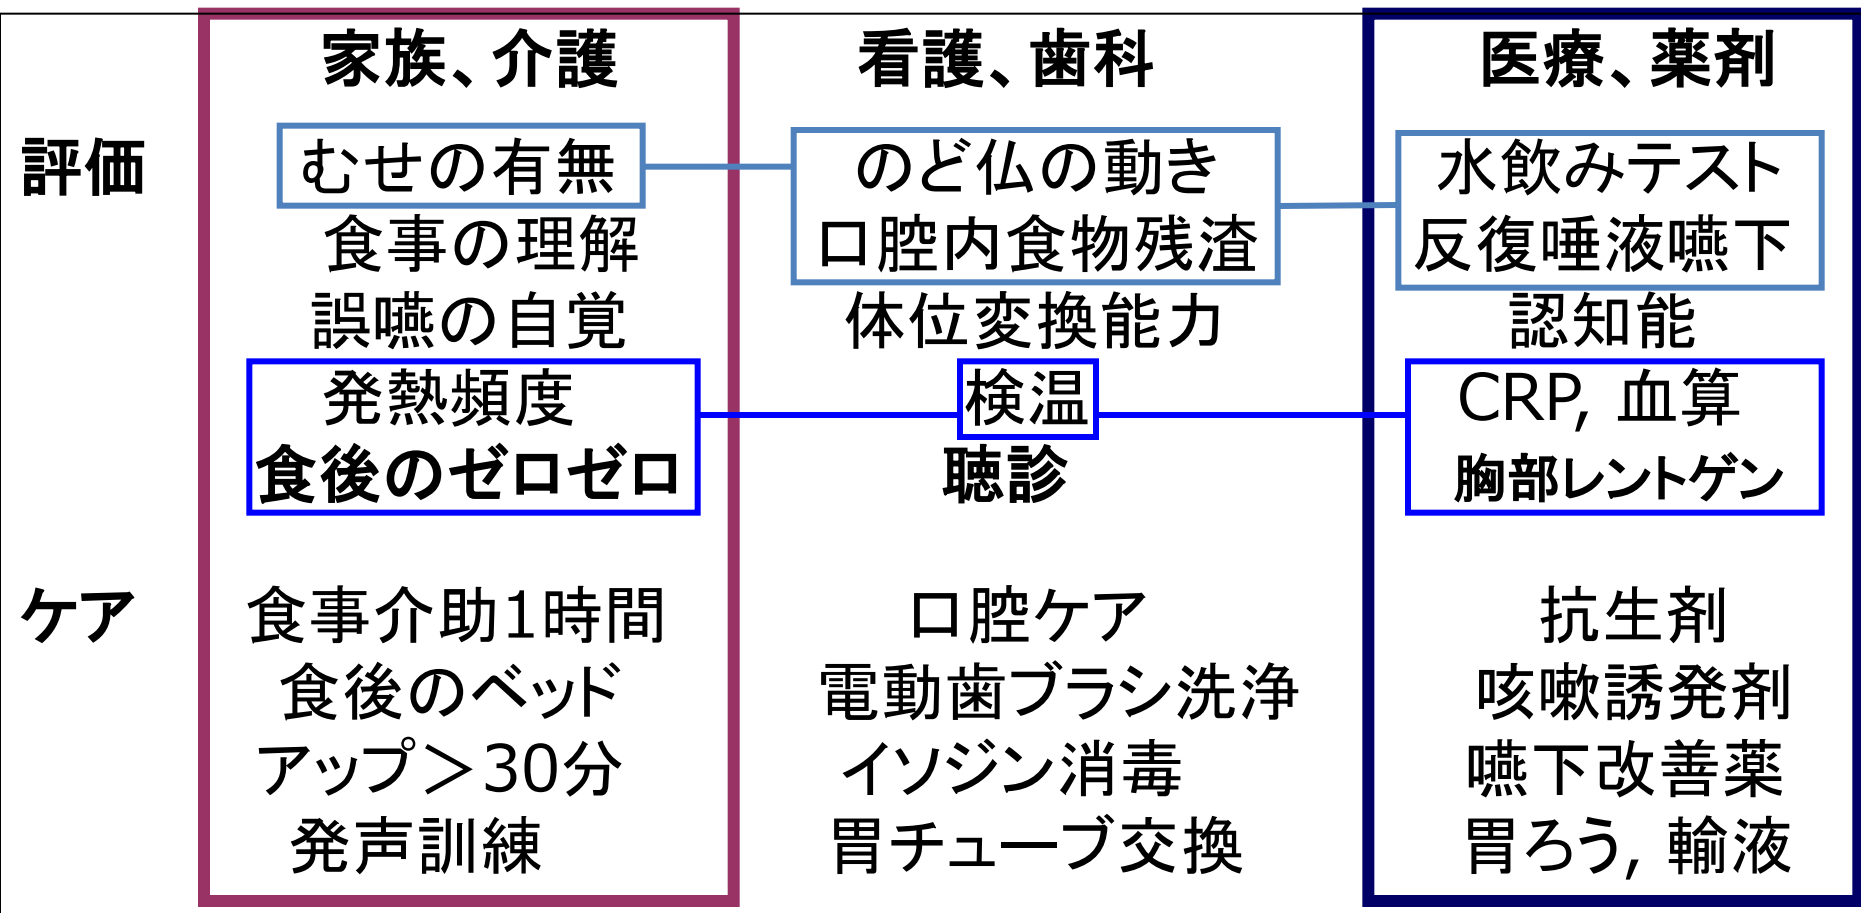 家族、介護 看護、歯科 医療、薬剤
評価 むせの有無 のど仏の動き 水飲みテスト
食事の理解 口腔内食物残渣 反復唾液嚥下
誤嚥の自覚 体位変換能力 認知能
発熱頻度 検温 CRP, 血算
食後のゼロゼロ 聴診 胸部レントゲン
ケア 食事介助1時間 口腔ケア 抗生剤
食後のベッド 電動歯ブラシ洗浄 咳嗽誘発剤
アップ＞30分 イソジン消毒 嚥下改善薬
発声訓練 胃チューブ交換 胃ろう, 輸液